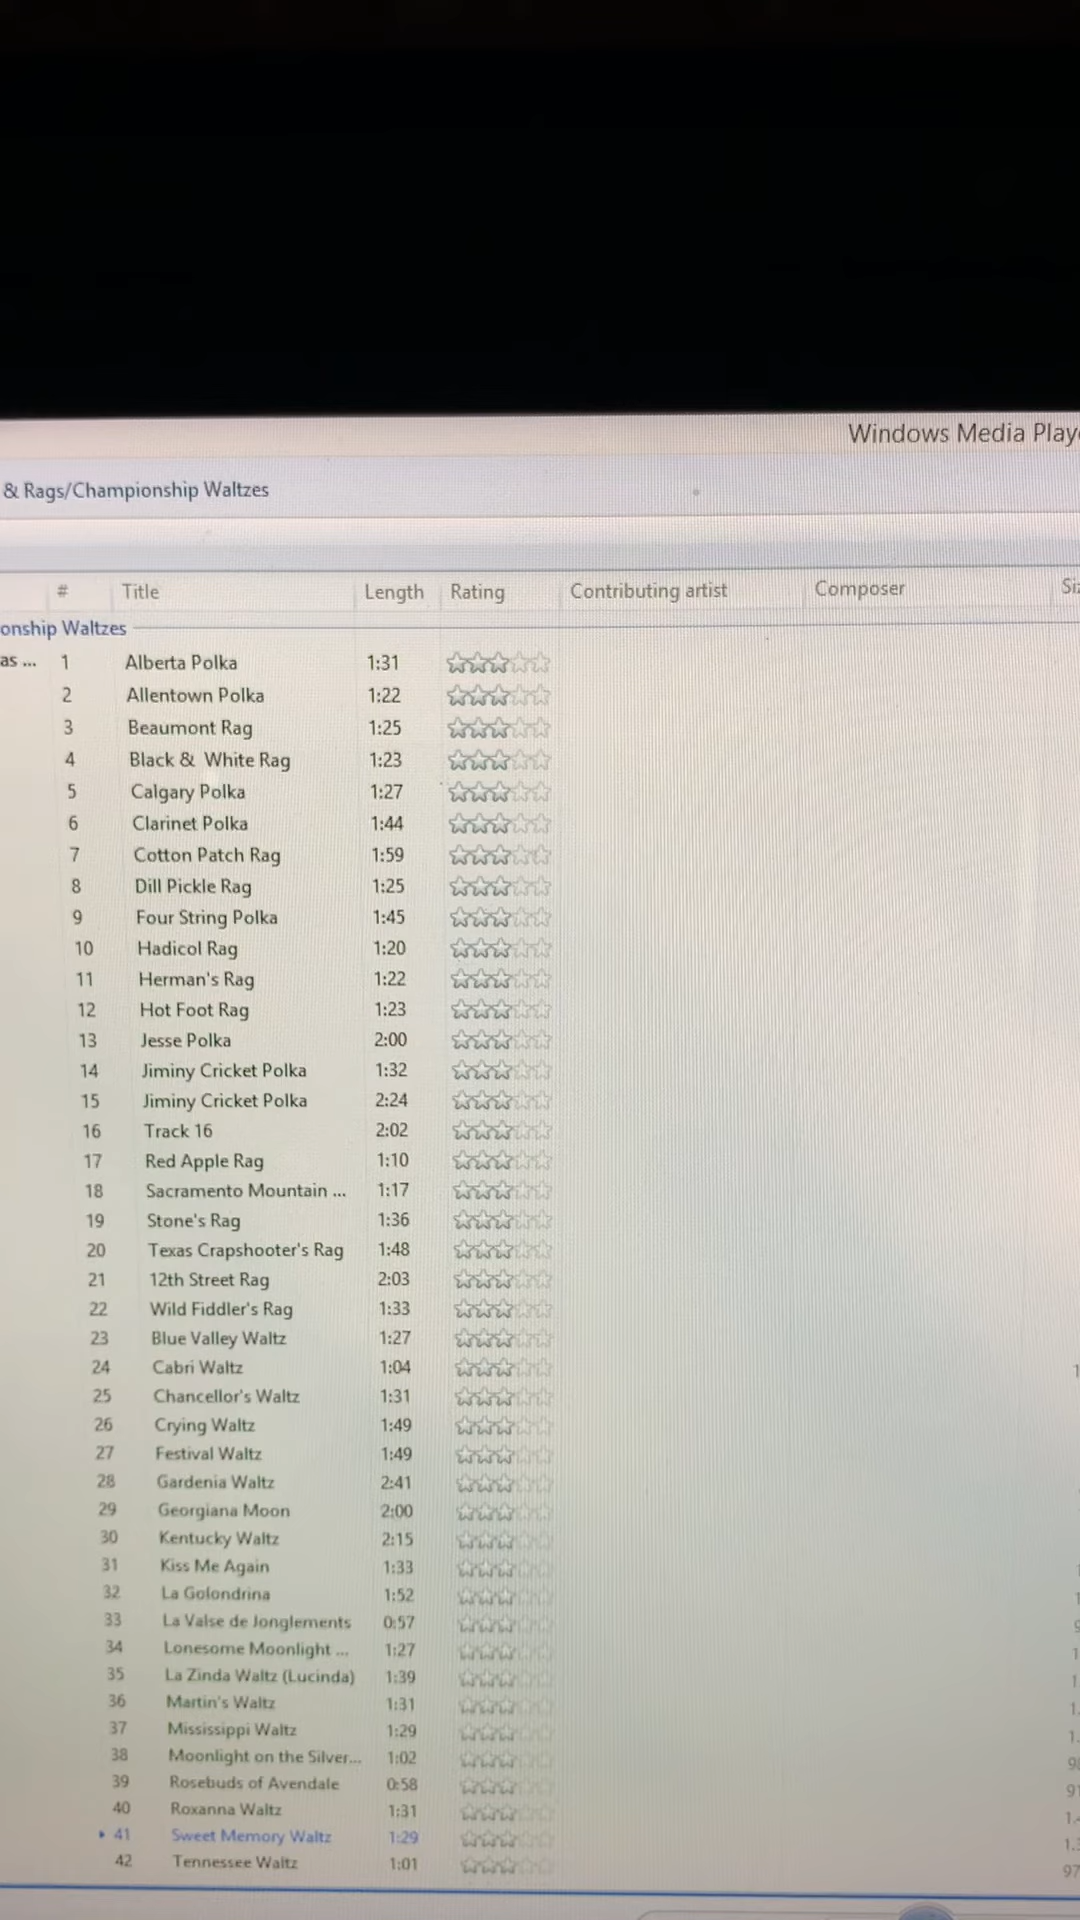 Windows Media Play
& Rags/Championship Waltzes
# Title Length Rating Contributing artist Composer
onship Waltzes
as ... 1 Alberta Polka 1:31
2 Allentown Polka 1:22
3 Beaumont Rag 1:25
4 Black & White Rag 1:23
5 Calgary Polka 1:27
6 Clarinet Polka 1:44
7 Cotton Patch Rag 1:59
8 Dill Pickle Rag 1:25
9 Four String Polka 1:45
10 Hadicol Rag 1:20
11 Herman's Rag 1:22
12 Hot Foot Rag 1:23
13 Jesse Polka 2:00
14 Jiminy Cricket Polka 1:32
15 Jiminy Cricket Polka 2:24
16 Track 16 2:02
17 Red Apple Rag 1:10
18 Sacramento Mountain ... 1:17
19 Stone's Rag 1:36
20 Texas Crapshooter's Rag 1:48
21 12th Street Rag 2:03
22 Wild Fiddler's Rag 1:33
23 Blue Valley Waltz 1:27
24 Cabri Waltz 1:04
25 Chancellor's Waltz 1:31
26 Crying Waltz 1:49
27 Festival Waltz 1:49
28 Gardenia Waltz 2:41
29 Georgiana Moon 2:00
30 Kentucky Waltz 2:15
31 Kiss Me Again 1:33
32 La Golondrina 1:52
33 La Valse de Jonglements 0:57
34 Lonesome Moonlight ... 1:27
35 La Zinda Waltz (Lucinda) 1:39
36 Martin's Waltz 1:31
37 Mississippi Waltz 1:29
38 Moonlight on the Silver... 1:02
39 Rosebuds of Avendale 0:58
40 Roxanna Waltz 1:31
41 Sweet Memory Waltz 1:29
42 Tennessee Waltz 1:01